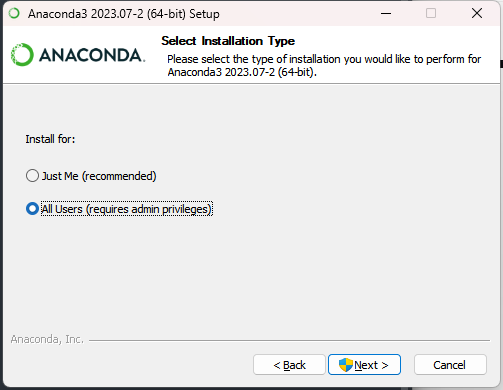 Anaconda3 2023.07-2 (64-bit) Setup
ANACONDA.
Select Installation Type
Please select the type of installation you would like to perform for
Anaconda3 2023.07-2 (64-bit).
Install for:
Just Me (recommended)
All Users (requires admin privileges)
Anaconda, Inc.
< Back
Next >
Cancel